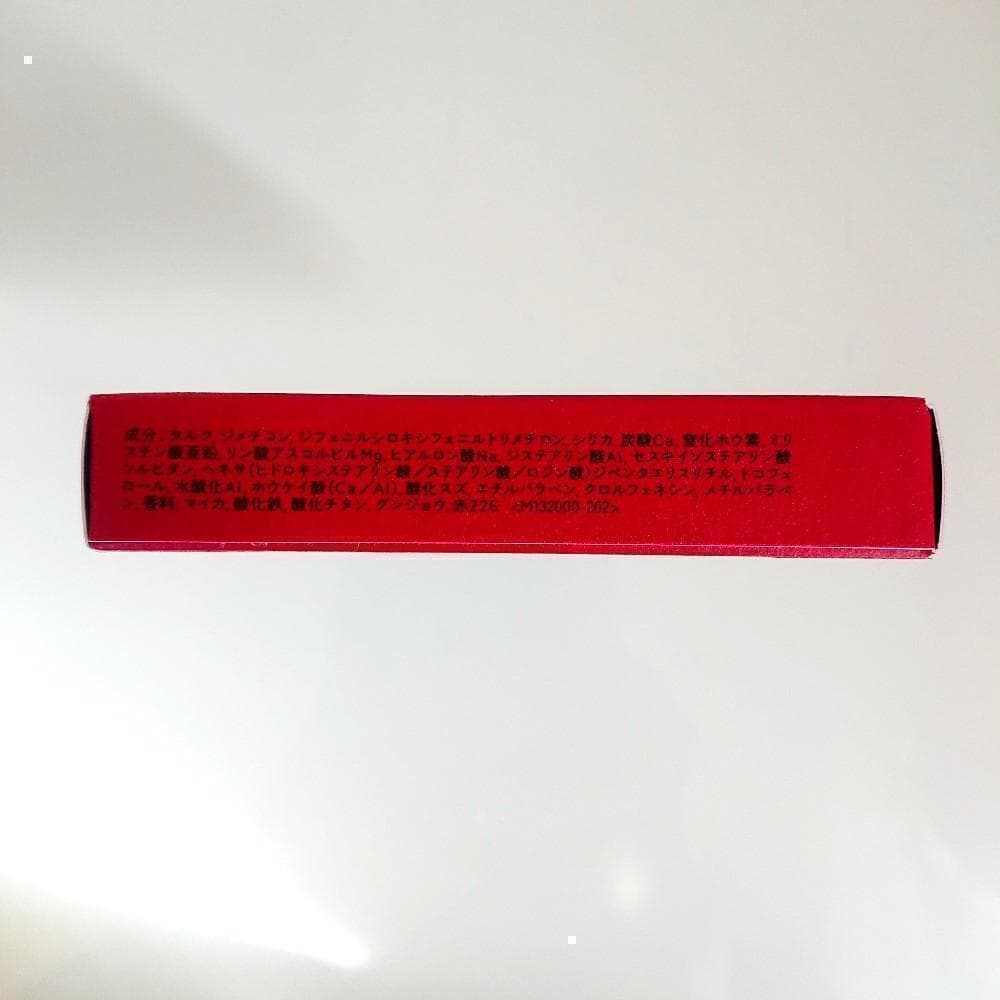 成分：タルク, ジメチコン, ジフェニルシロキシフェニルトリメチコン, シリカ, 炭酸Ca, 窒化ホウ素, ミリ
スチン酸亜鉛, リン酸アスコルビルMg, ヒアルロン酸Na, ジステアリン酸Al, セスキイソステアリン酸
ソルビタン, ヘキサ(ヒドロキシステアリン酸／ステアリン酸／ロジン酸)ジペンタエリスリチル, トコフェ
ロール, 水酸化Al, ホウケイ酸(Ca／Al), 酸化スズ, エチルパラベン, クロルフェネシン, メチルパラベ
ン, 香料, マイカ, 酸化鉄, 酸化チタン, グンジョウ, 赤226 <M132000-202>